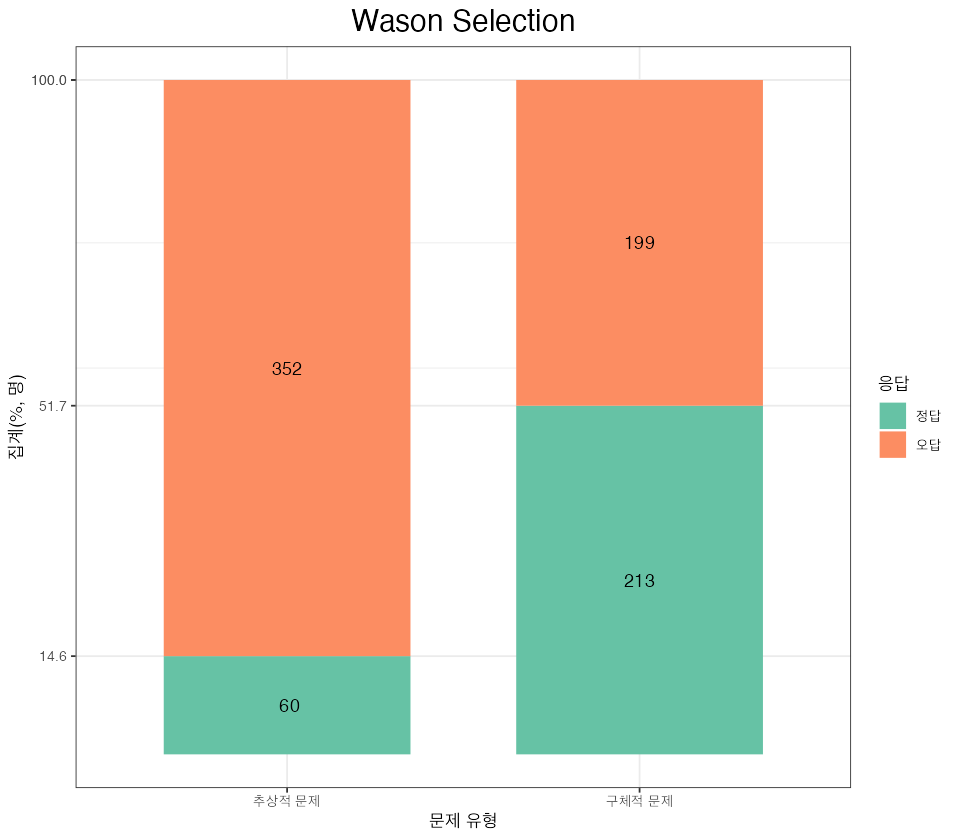 Wason Selection
집계(%, 명)
100.0
51.7
14.6
352
60
199
213
추상적 문제
구체적 문제
문제 유형
응답
정답
오답